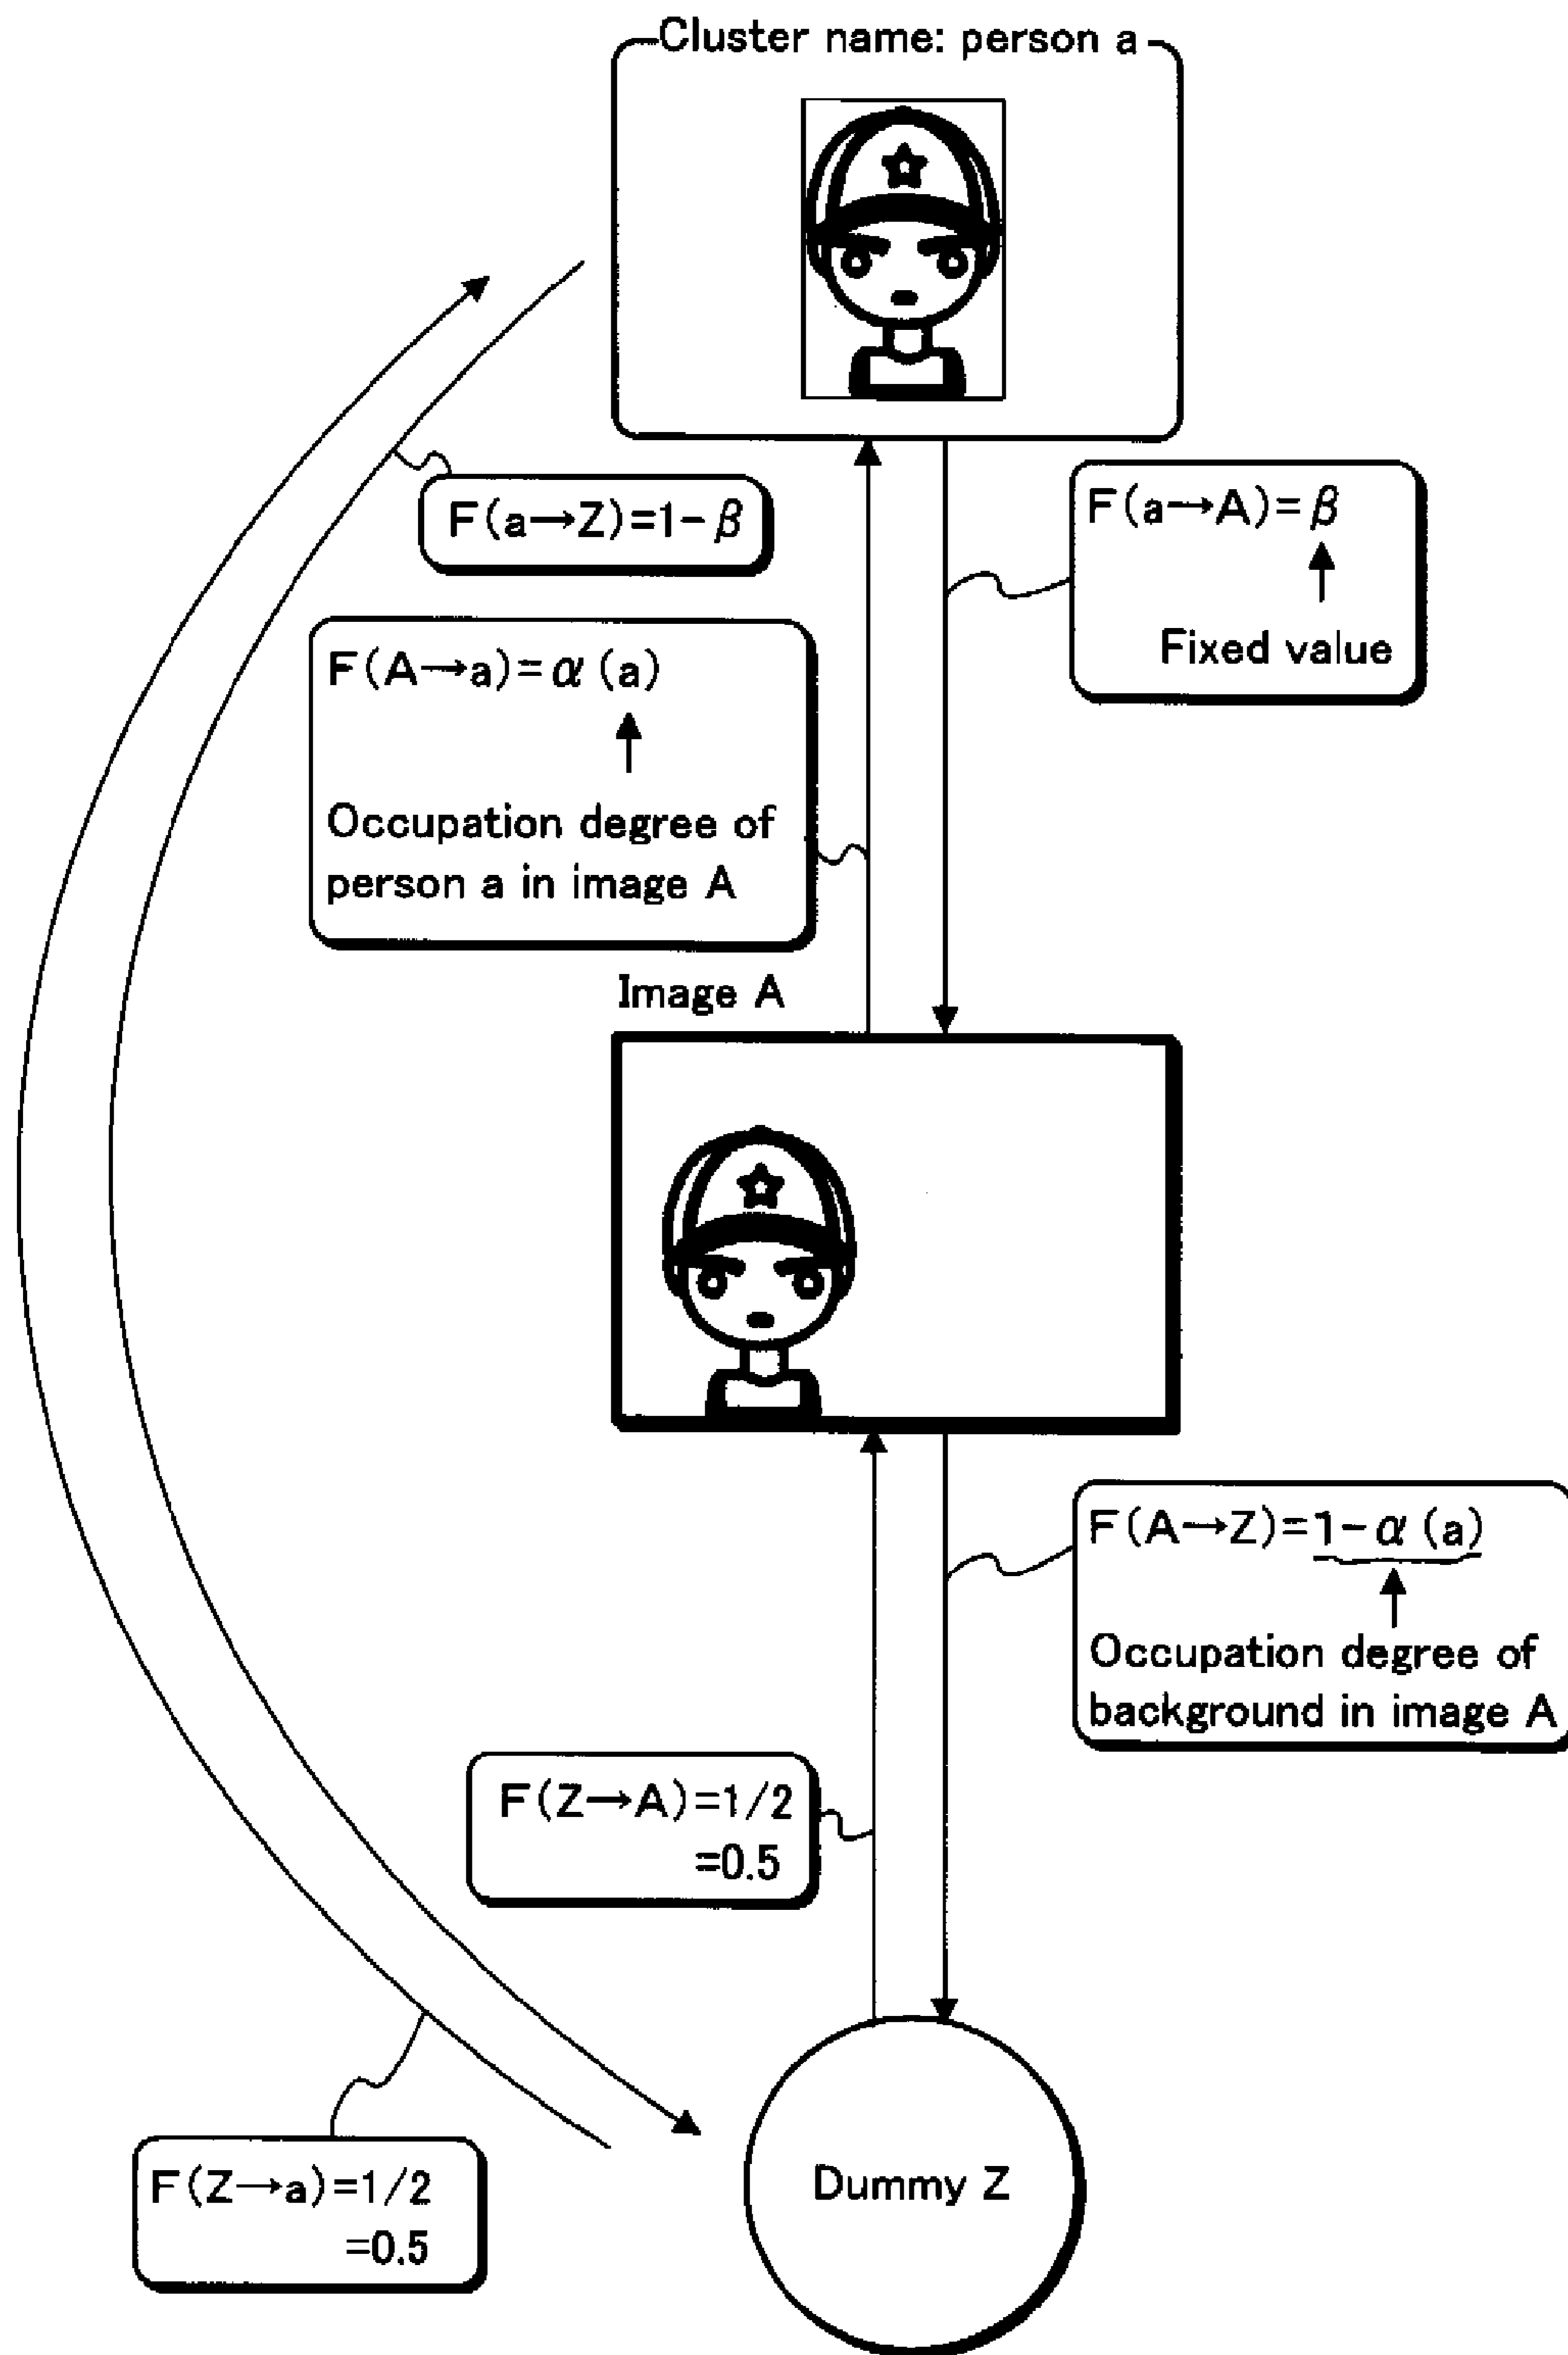 Cluster name: person a
F(a→Z)=1-β
F(a→A)=β
Fixed value
F(A→a)=α (a)
Occupation degree of
person a in image A
Image A
F(A→Z)=1-α (a)
Occupation degree of
background in image A
F(Z→A)=1/2
=0.5
Dummy Z
F(Z→a)=1/2
=0.5